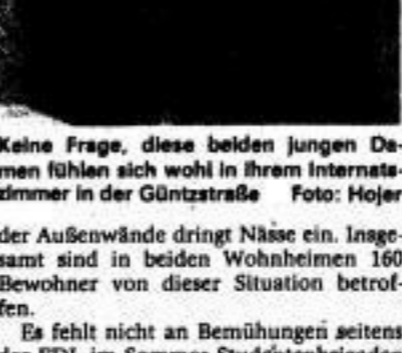 Keine Frage, diese beiden jungen Da-
men fühlen sich wohl in ihrem Internats-
zimmer in der Güntzstraße Foto: Hojer
der Außenwände dringt Nässe ein. Insge-
samt sind in beiden Wohnheimen 160
Bewohner von dieser Situation betrof-
fen.
Es fehlt nicht an Bemühungen seitens